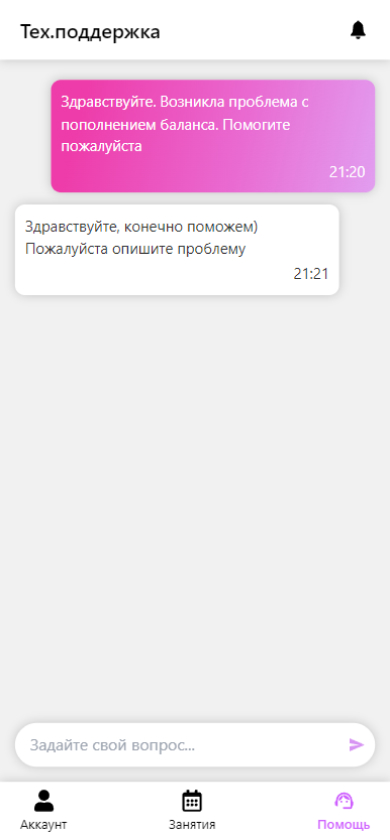 Тех.поддержка
Здравствуйте. Возникла проблема с
пополнением баланса. Помогите
пожалуйста
21:20
Здравствуйте, конечно поможем)
Пожалуйста опишите проблему
21:21
Задайте свой вопрос...
Аккаунт
Занятия
Помощь